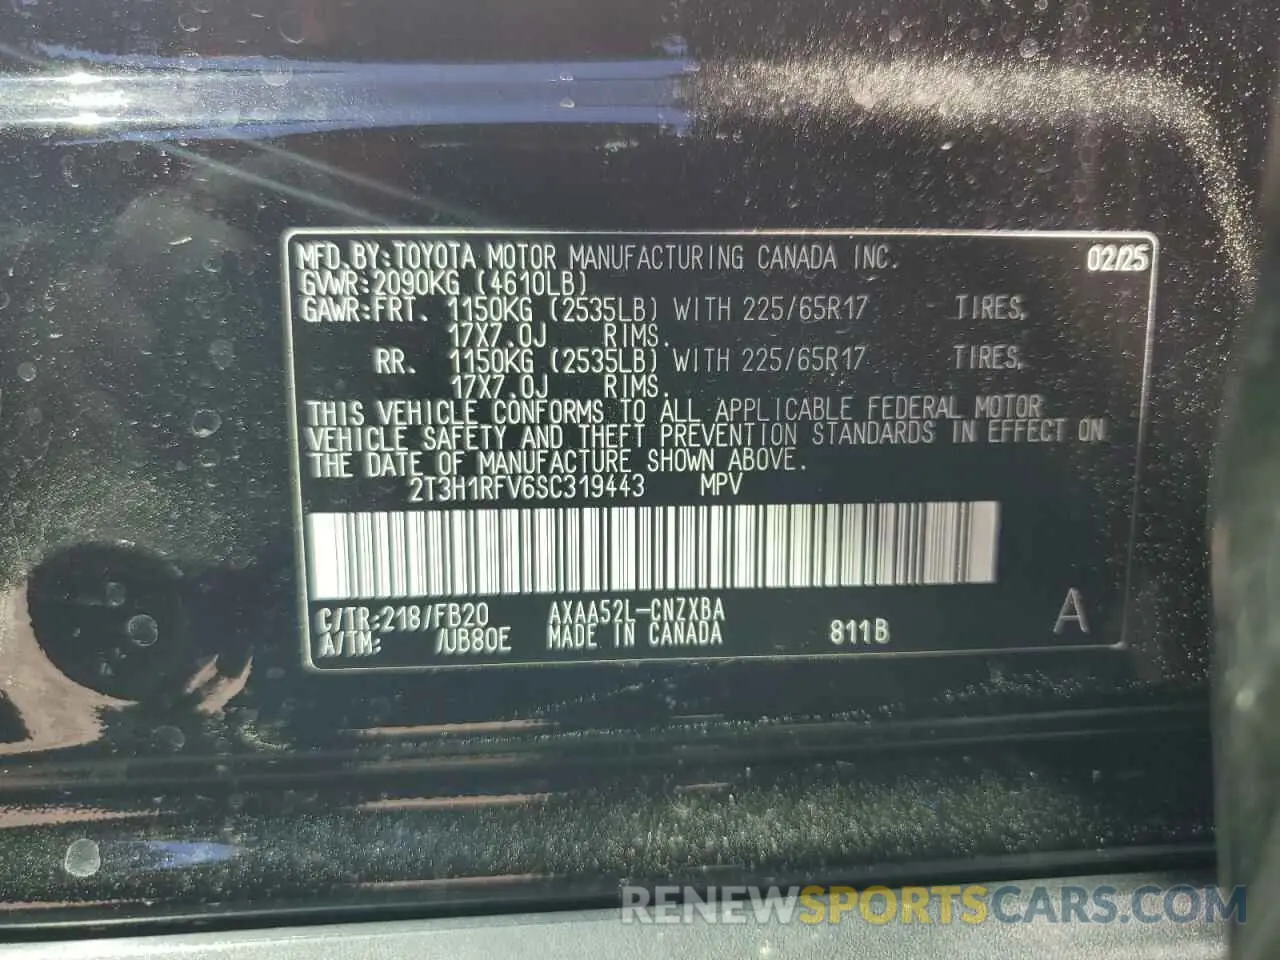 MFD.BY:TOYOTA MOTOR MANUFACTURING CANADA INC. 02/25
GVWR:2090KG (4610LB)
GAWR:FRT. 1150KG (2535LB) WITH 225/65R17 TIRES,
17X7.0J RIMS.
RR. 1150KG (2535LB) WITH 225/65R17 TIRES,
17X7.0J RIMS.
THIS VEHICLE CONFORMS TO ALL APPLICABLE FEDERAL MOTOR
VEHICLE SAFETY AND THEFT PREVENTION STANDARDS IN EFFECT ON
THE DATE OF MANUFACTURE SHOWN ABOVE.
2T3H1RFV6SC319443 MPV
C/TR:218/FB20 AXAA52L-CNZXBA
A/TM: /UB80E MADE IN CANADA 811B A
RENEWSPORTSCARS.COM